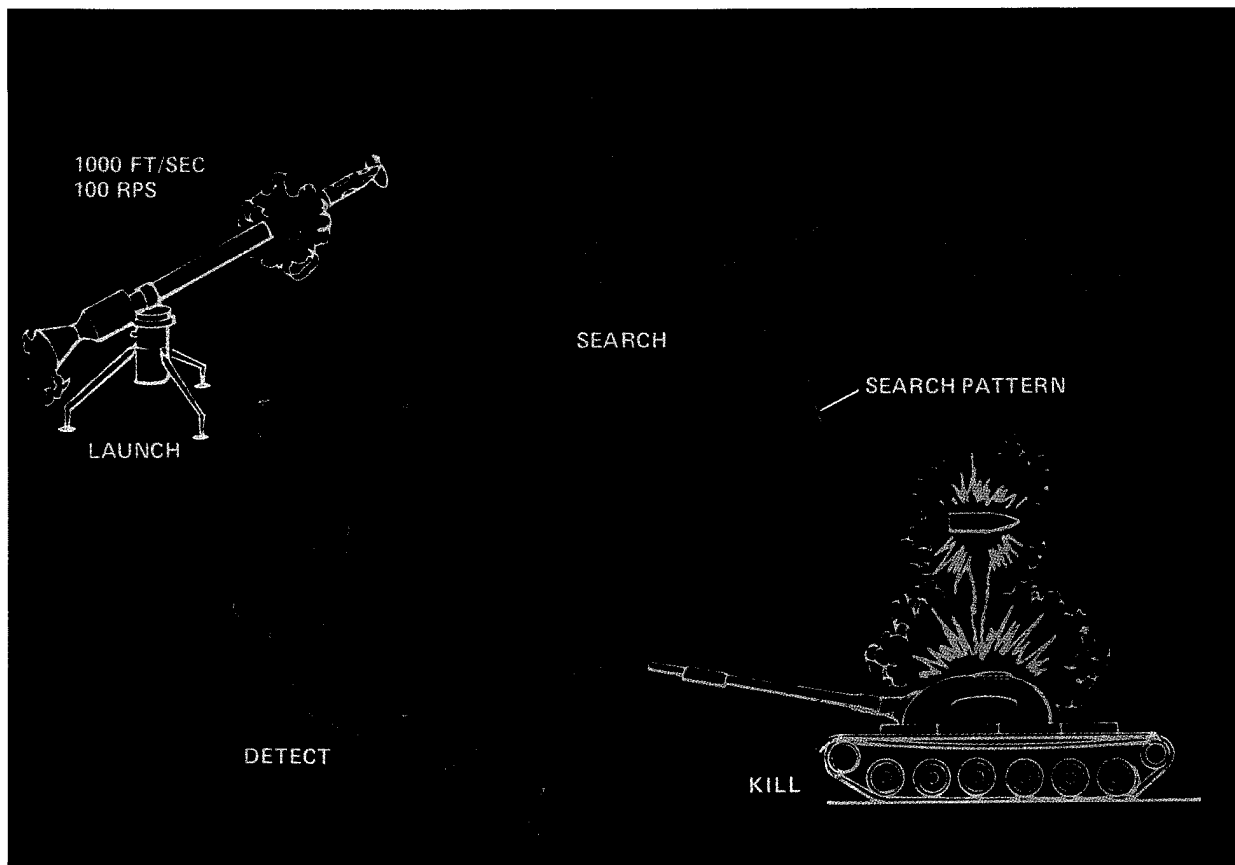 1000 FT/SEC
100 RPS
LAUNCH
SEARCH
SEARCH PATTERN
DETECT
KILL